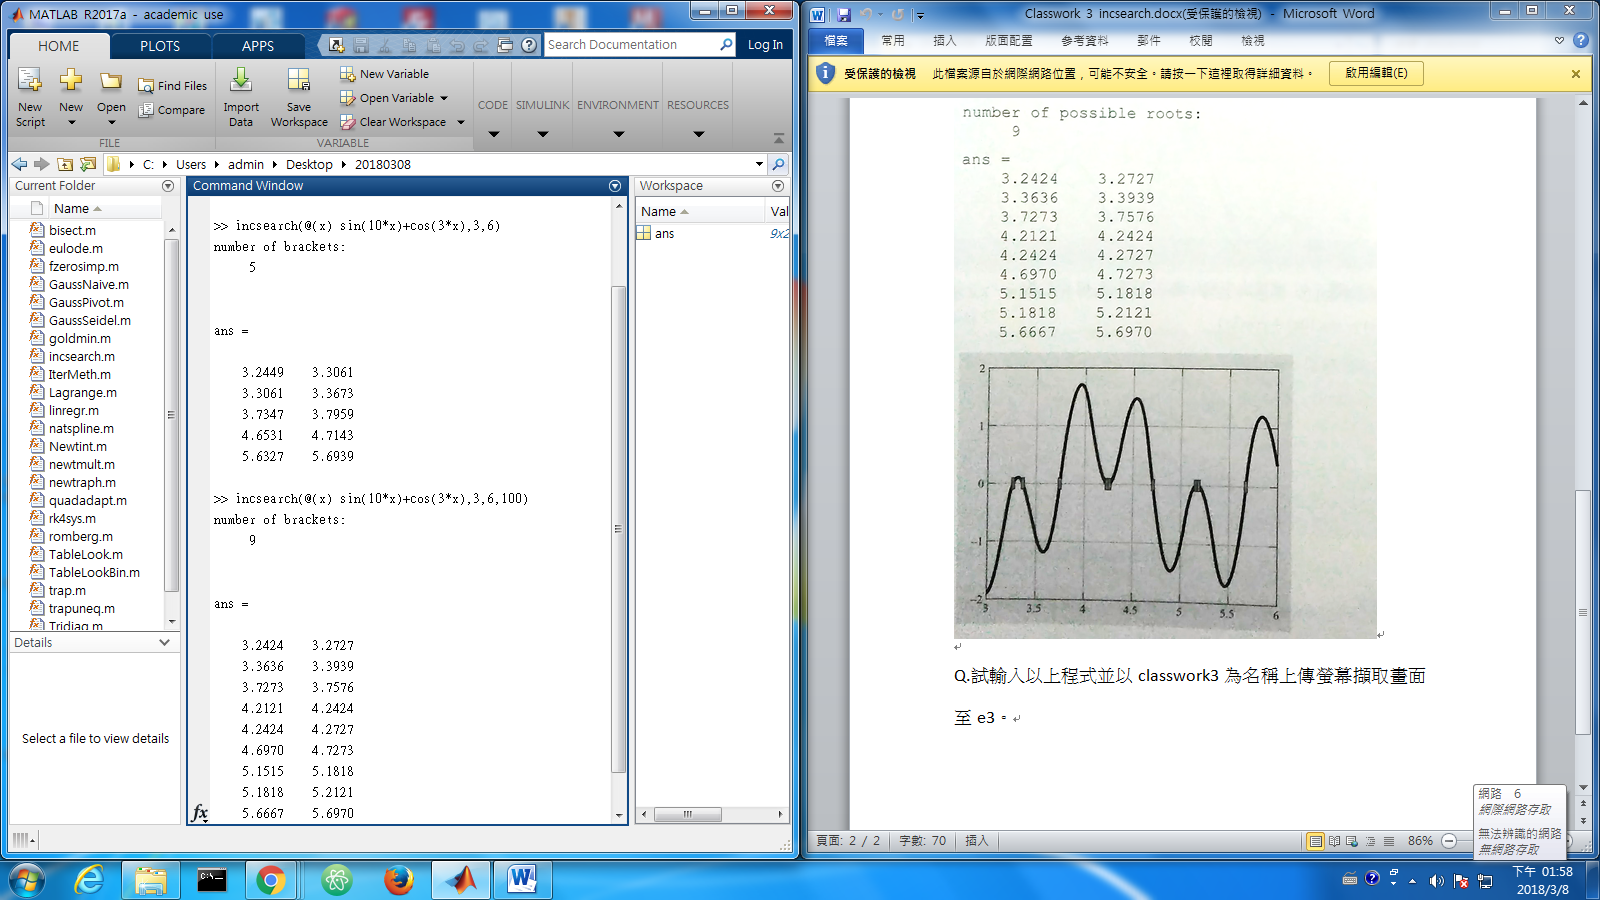 MATLAB R2017a - academic use
HOME PLOTS APPS
Search Documentation
Log In
New Script
New
Open
Find Files
Compare
Import Data
Save Workspace
New Variable
Open Variable
Clear Workspace
CODE SIMULINK ENVIRONMENT RESOURCES
FILE VARIABLE
C: Users admin Desktop 20180308
Current Folder
Name
bisect.m
eulode.m
fzerosimp.m
GaussNaive.m
GaussPivot.m
GaussSeidel.m
goldmin.m
incsearch.m
IterMeth.m
Lagrange.m
linregr.m
natspline.m
Newtint.m
newtmult.m
newtraph.m
quadadapt.m
rk4sys.m
romberg.m
TableLook.m
TableLookBin.m
trap.m
trapuneq.m
Tridiag.m
Details
Select a file to view details
Command Window
>> incsearch(@(x) sin(10*x)+cos(3*x),3,6)
number of brackets:
5
ans =
3.2449 3.3061
3.3061 3.3673
3.7347 3.7959
4.6531 4.7143
5.6327 5.6939
>> incsearch(@(x) sin(10*x)+cos(3*x),3,6,100)
number of brackets:
9
ans =
3.2424 3.2727
3.3636 3.3939
3.7273 3.7576
4.2121 4.2424
4.2424 4.2727
4.6970 4.7273
5.1515 5.1818
5.1818 5.2121
5.6667 5.6970
fx
Workspace
Name Val
ans 9x2
Classwork 3 incsearch.docx(受保護的檢視) - Microsoft Word
檔案 常用 插入 版面配置 參考資料 郵件 校閱 檢視
受保護的檢視 此檔案源自於網際網路位置，可能不安全。請按一下這裡取得詳細資料。 啟用編輯(E)
number of possible roots:
9
ans =
3.2424 3.2727
3.3636 3.3939
3.7273 3.7576
4.2121 4.2424
4.2424 4.2727
4.6970 4.7273
5.1515 5.1818
5.1818 5.2121
5.6667 5.6970
2
1
0
-1
-2
3 3.5 4 4.5 5 5.5 6
Q.試輸入以上程式並以 classwork3 為名稱上傳螢幕擷取畫面
至 e3。
網路 6
網際網路存取
無法辨識的網路
無網路存取
頁面: 2 / 2 字數: 70 插入 86%
下午 01:58
2018/3/8